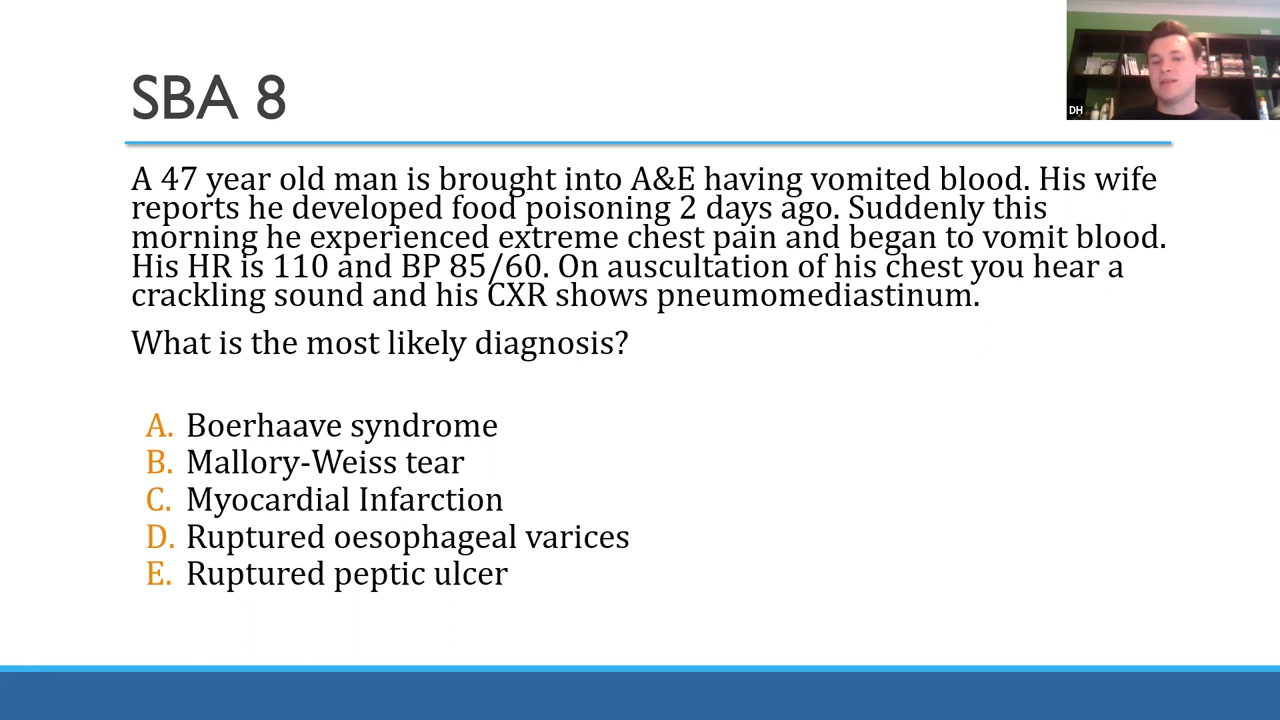 SBA 8
DH
A 47 year old man is brought into A&E having vomited blood. His wife
reports he developed food poisoning 2 days ago. Suddenly this
morning he experienced extreme chest pain and began to vomit blood.
His HR is 110 and BP 85/60. On auscultation of his chest you hear a
crackling sound and his CXR shows pneumomediastinum.
What is the most likely diagnosis?
A. Boerhaave syndrome
B. Mallory-Weiss tear
C. Myocardial Infarction
D. Ruptured oesophageal varices
E. Ruptured peptic ulcer